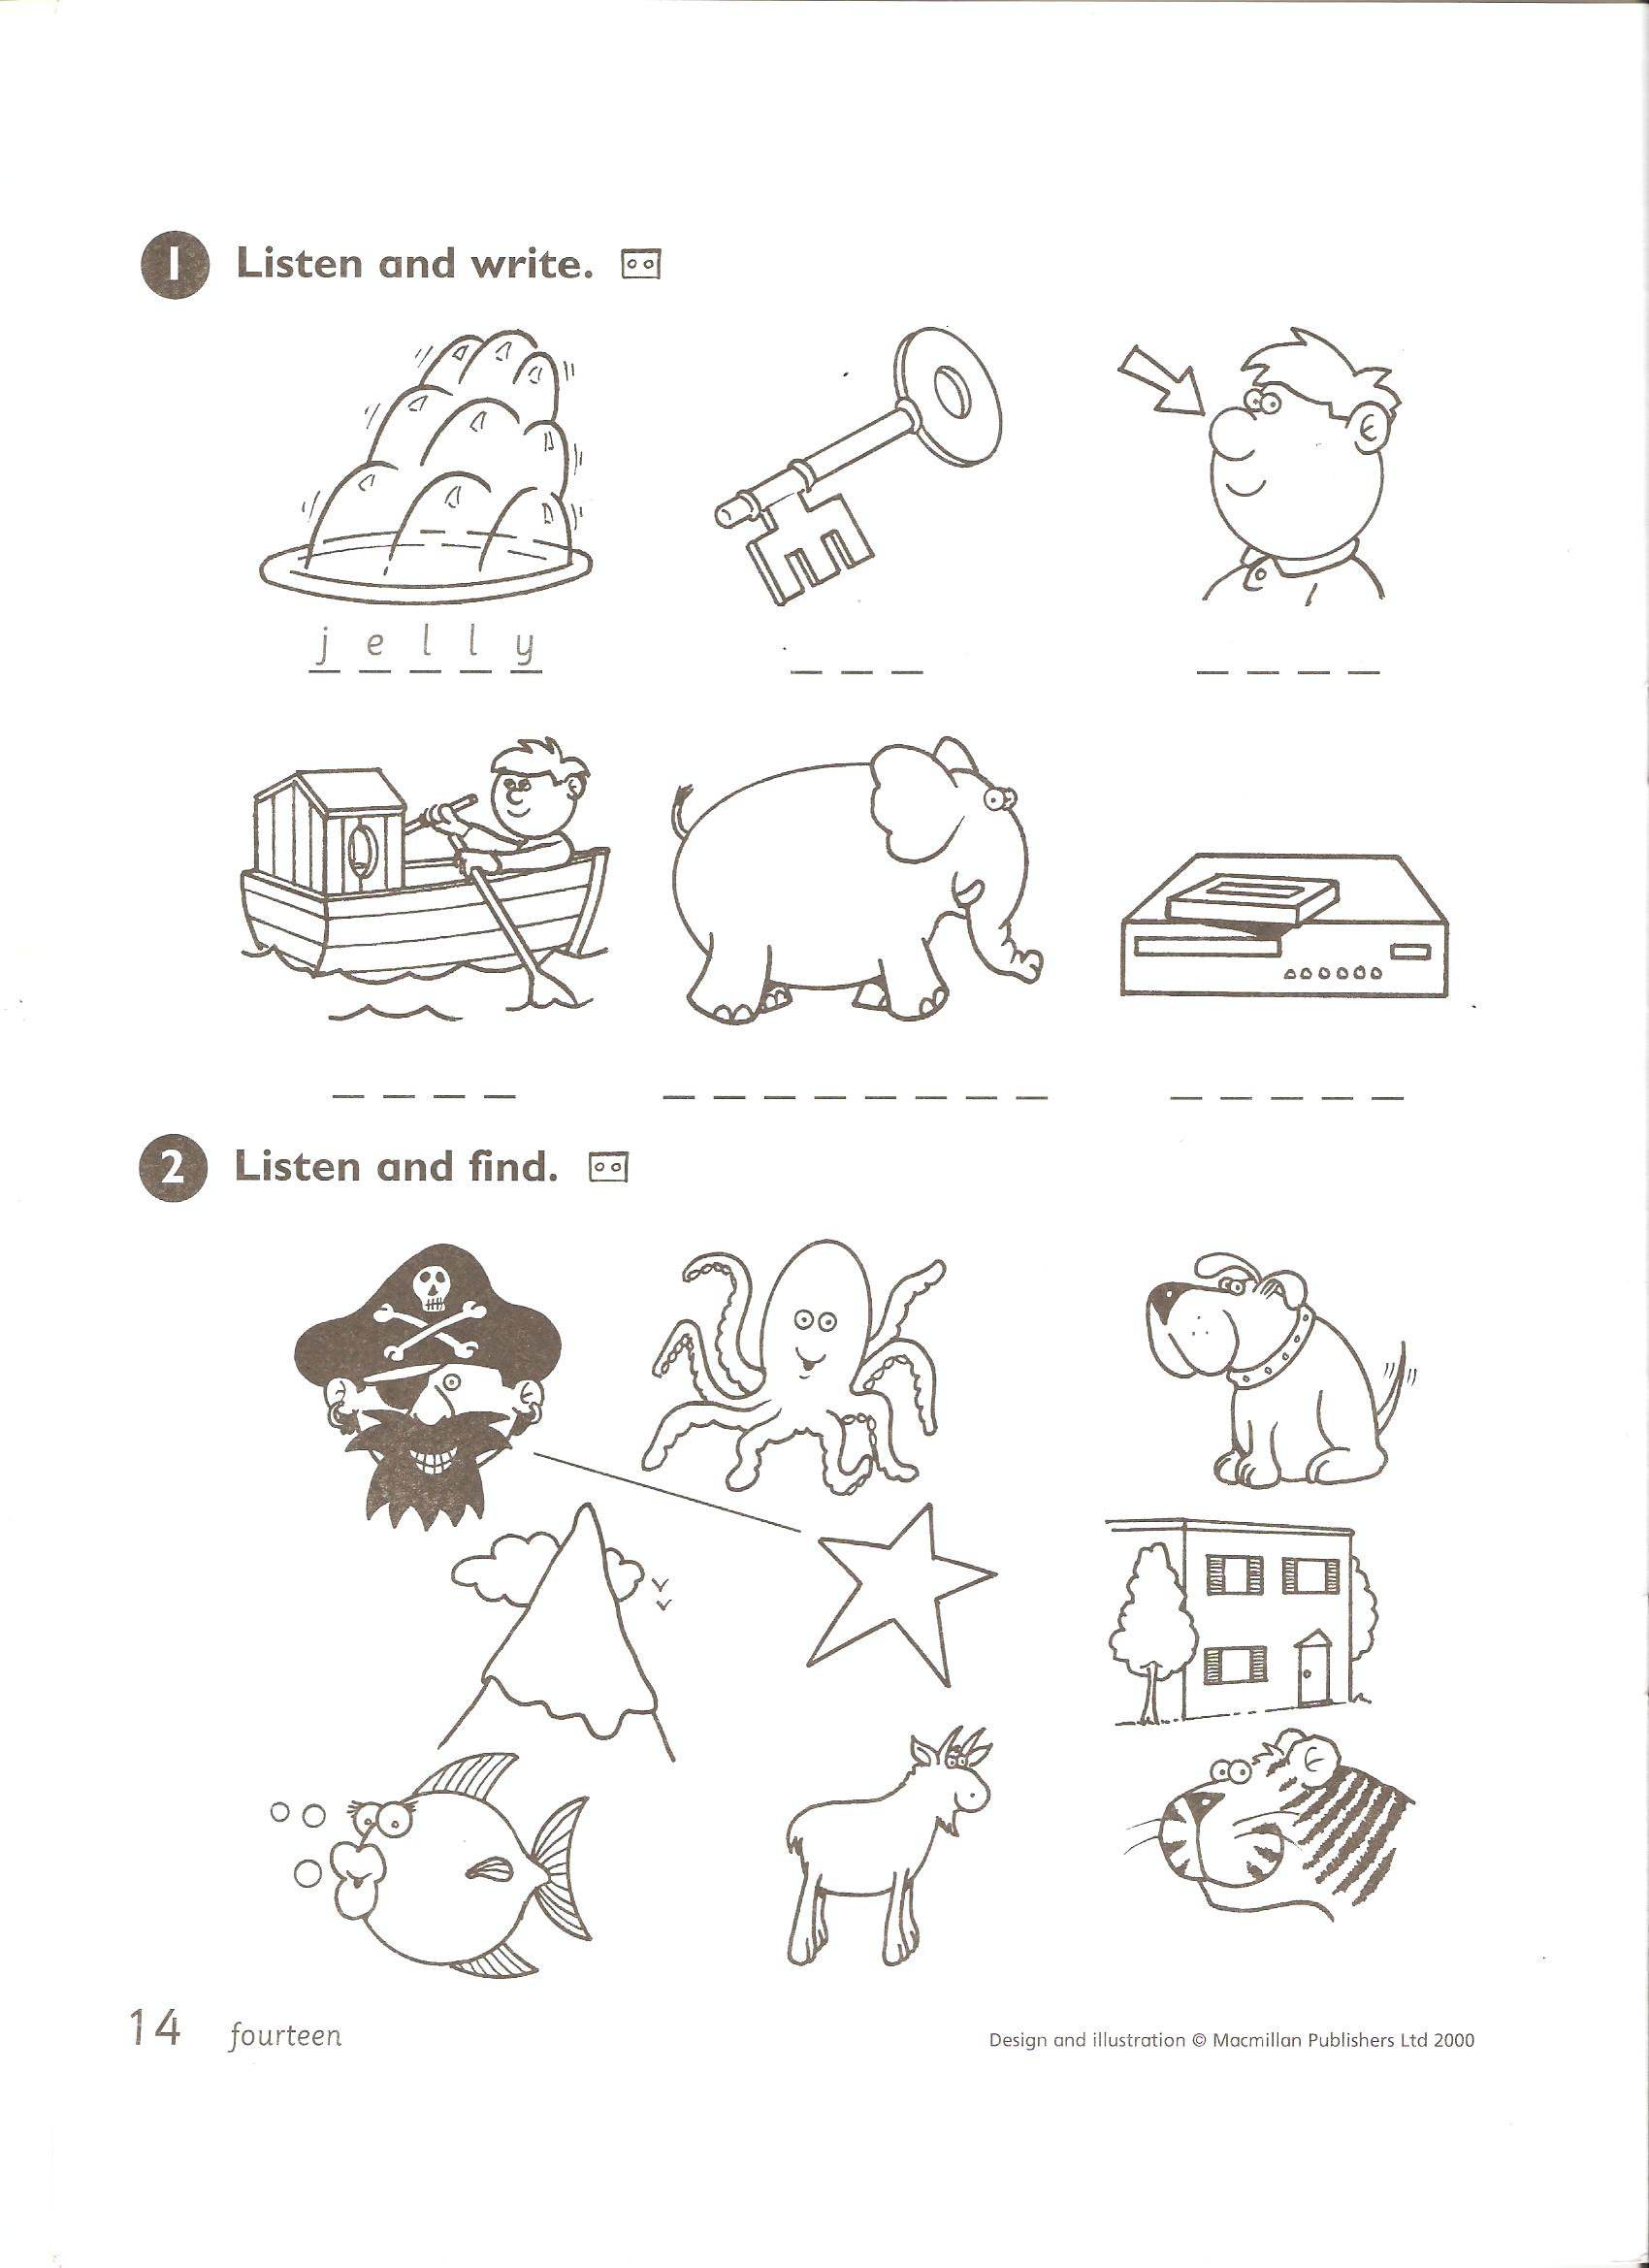 1 Listen and write.
j e l l y
2 Listen and find.
14 fourteen
Design and illustration © Macmillan Publishers Ltd 2000